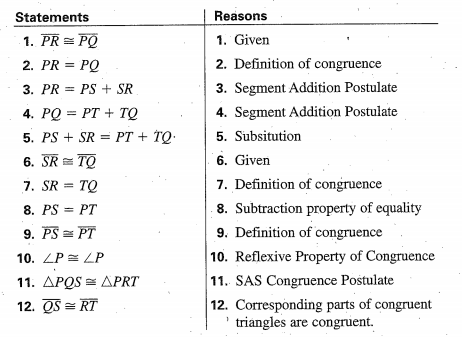 Statements Reasons
1. PR ≅ PQ 1. Given
2. PR = PQ 2. Definition of congruence
3. PR = PS + SR 3. Segment Addition Postulate
4. PQ = PT + TQ 4. Segment Addition Postulate
5. PS + SR = PT + TQ 5. Subsitution
6. SR ≅ TQ 6. Given
7. SR = TQ 7. Definition of congruence
8. PS = PT 8. Subtraction property of equality
9. PS ≅ PT 9. Definition of congruence
10. ∠P ≅ ∠P 10. Reflexive Property of Congruence
11. △PQS ≅ △PRT 11. SAS Congruence Postulate
12. QS ≅ RT 12. Corresponding parts of congruent
triangles are congruent.